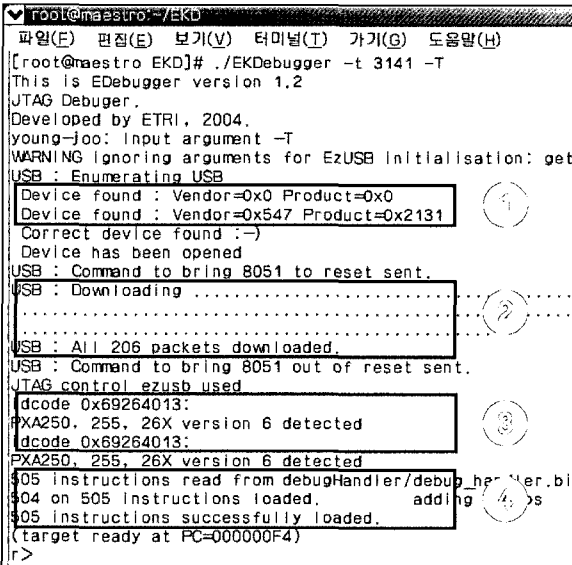 root@maestro:~/EKD
파일(F) 편집(E) 보기(V) 터미널(T) 가기(G) 도움말(H)
[root@maestro EKD]# ./EKDebugger -t 3141 -T
This is EDebugger version 1.2
JTAG Debuger.
Developed by ETRI, 2004.
young-joo: Input argument -T
WARNING Ignoring arguments for EzUSB Initialisation: get
USB : Enumerating USB
Device found : Vendor=0x0 Product=0x0
Device found : Vendor=0x547 Product=0x2131
1
Correct device found :-)
Device has been opened
USB : Command to bring 8051 to reset sent.
USB : Downloading ...............................................
2
USB : All 206 packets downloaded.
USB : Command to bring 8051 out of reset sent.
JTAG control ezusb used
idcode 0x69264013:
PXA250, 255, 26X version 6 detected
3
idcode 0x69264013:
PXA250, 255, 26X version 6 detected
505 instructions read from debugHandler/debug_handler.bi
504 on 505 instructions loaded. adding
4
505 instructions successfully loaded.
(target ready at PC=000000F4)
r>